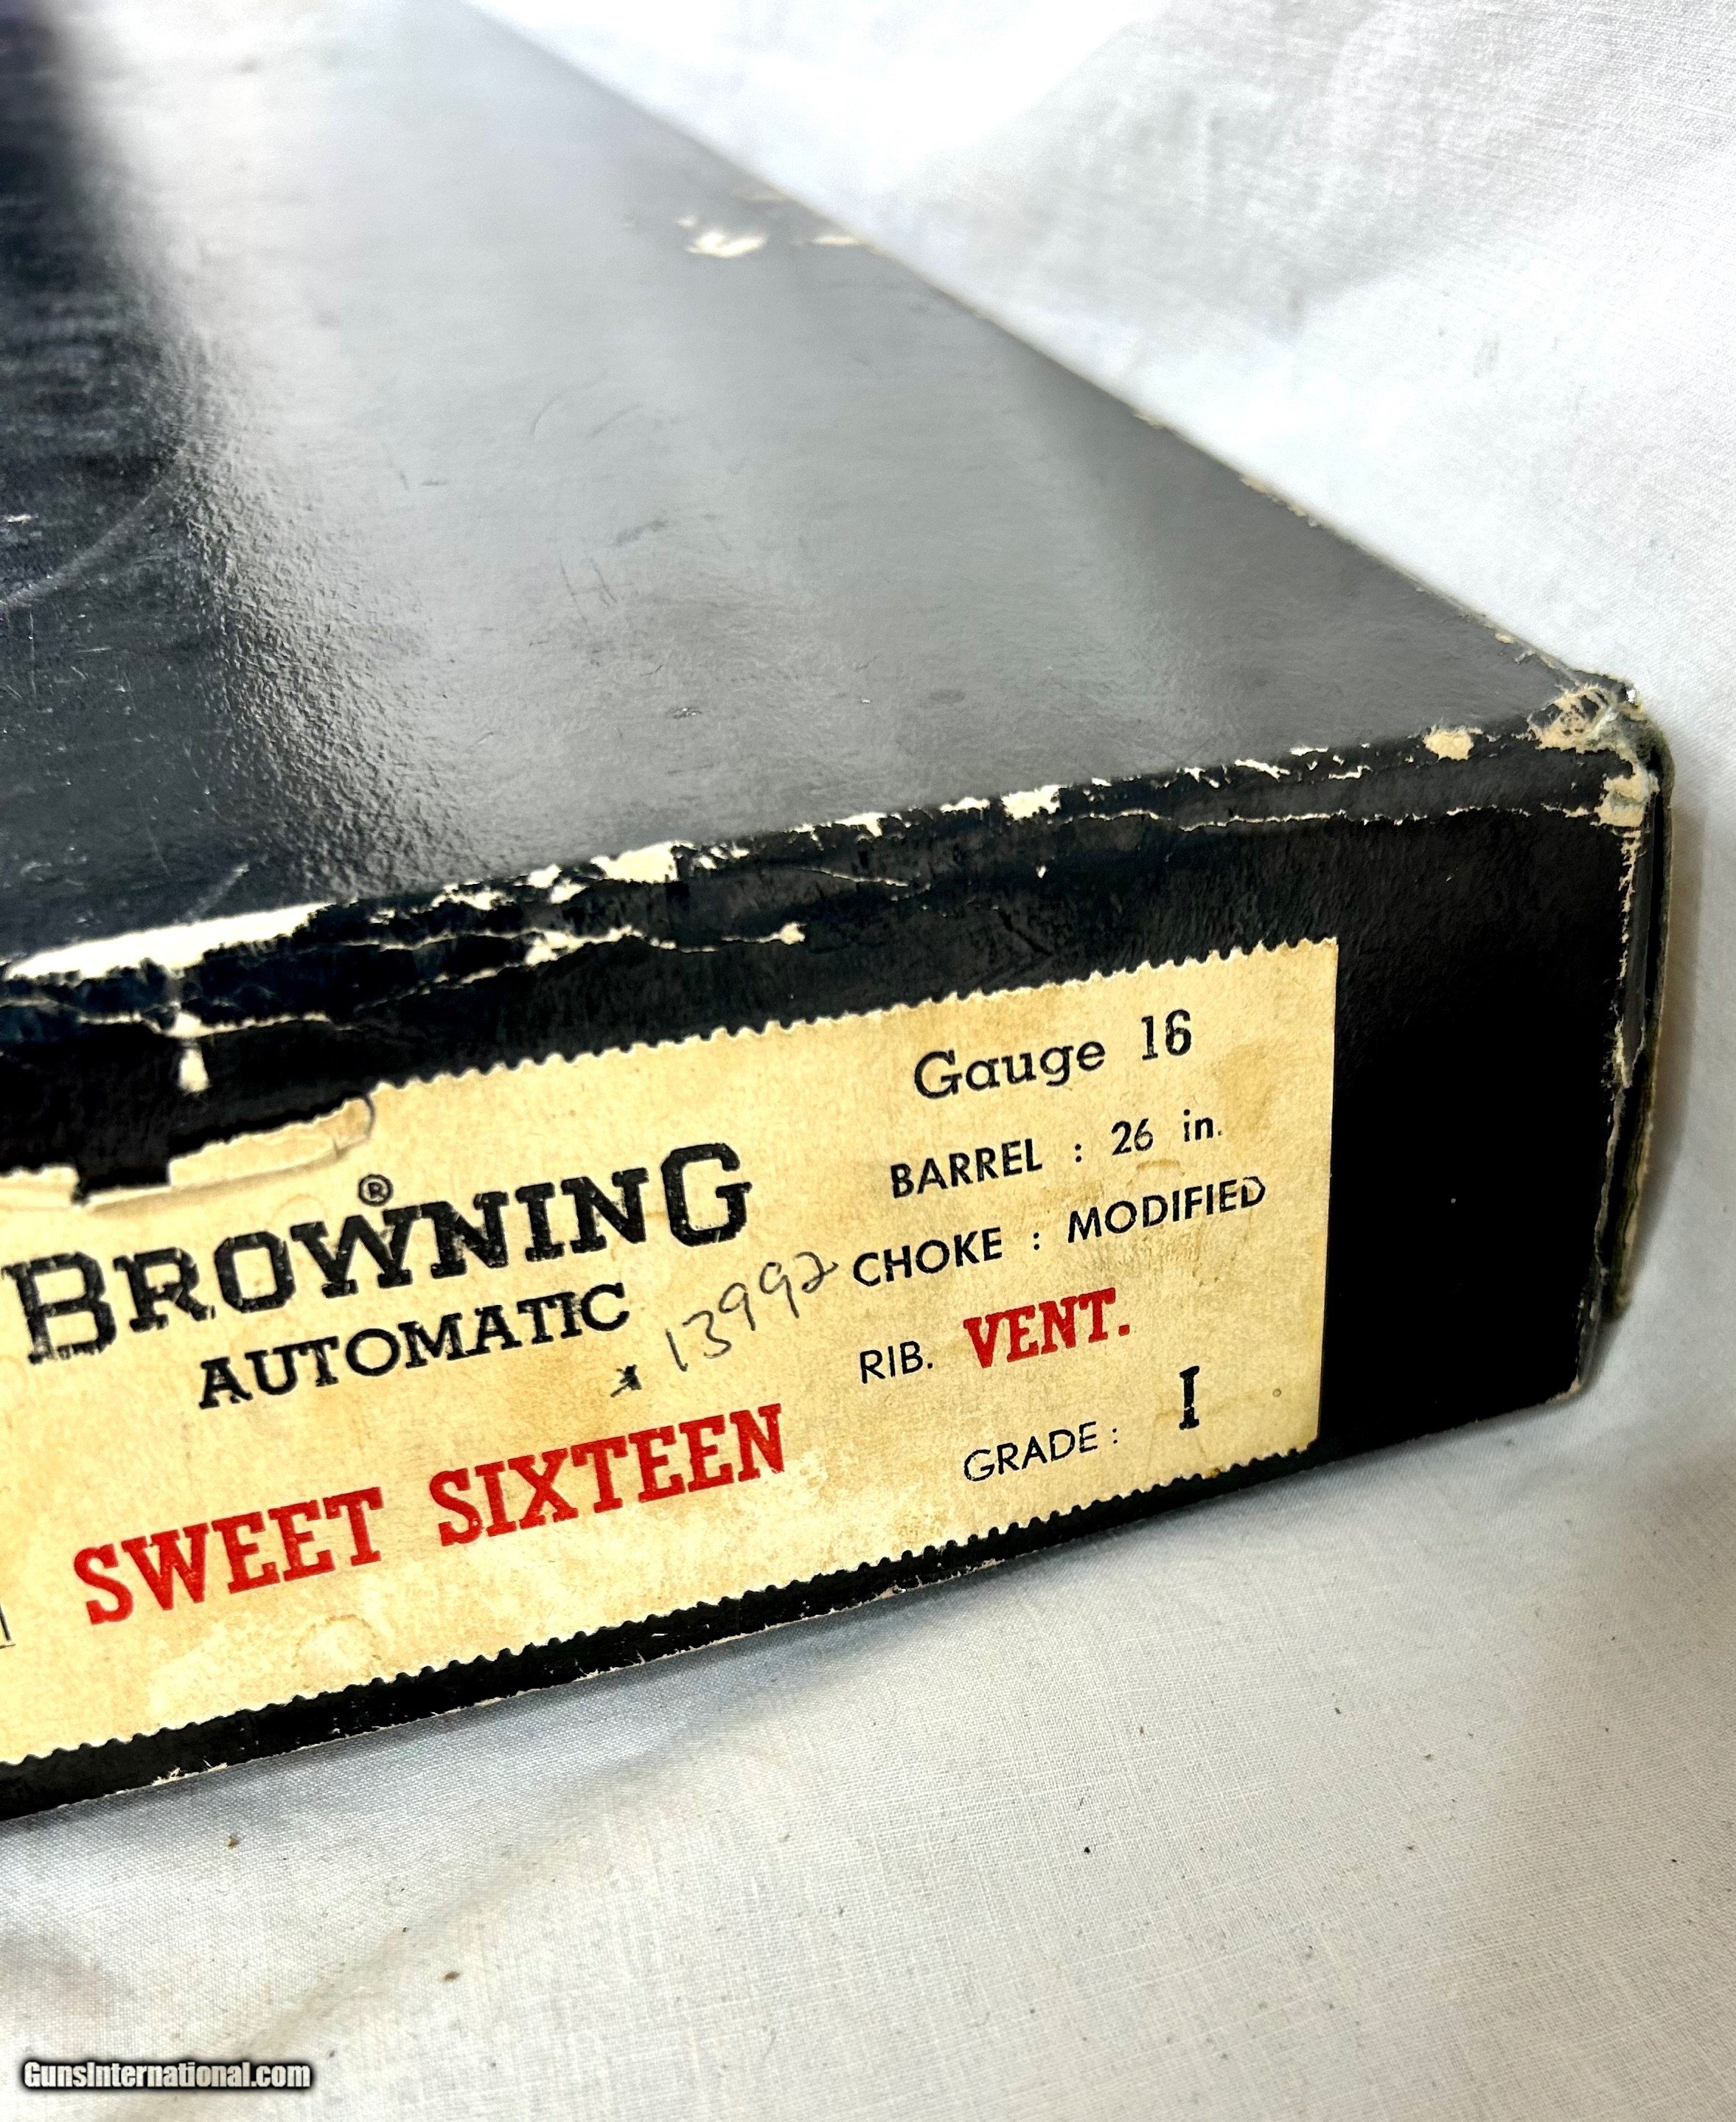 BROWNING
®
AUTOMATIC
x 13992
SWEET SIXTEEN
Gauge 16
BARREL : 26 in.
CHOKE : MODIFIED
RIB. VENT.
GRADE : I
GunsInternational.com